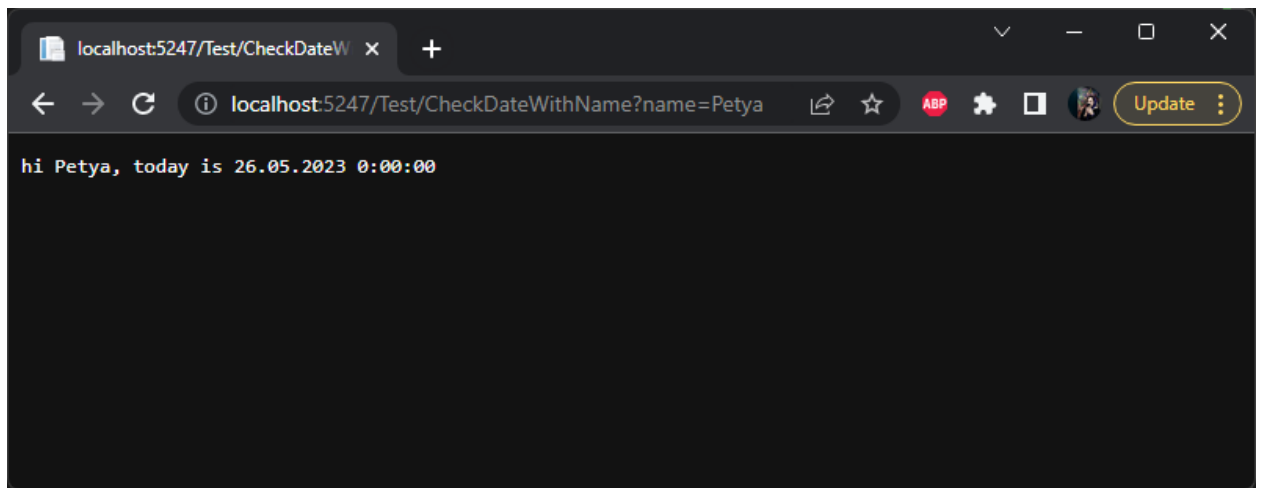 localhost:5247/Test/CheckDateW
localhost:5247/Test/CheckDateWithName?name=Petya
ABP
Update
hi Petya, today is 26.05.2023 0:00:00